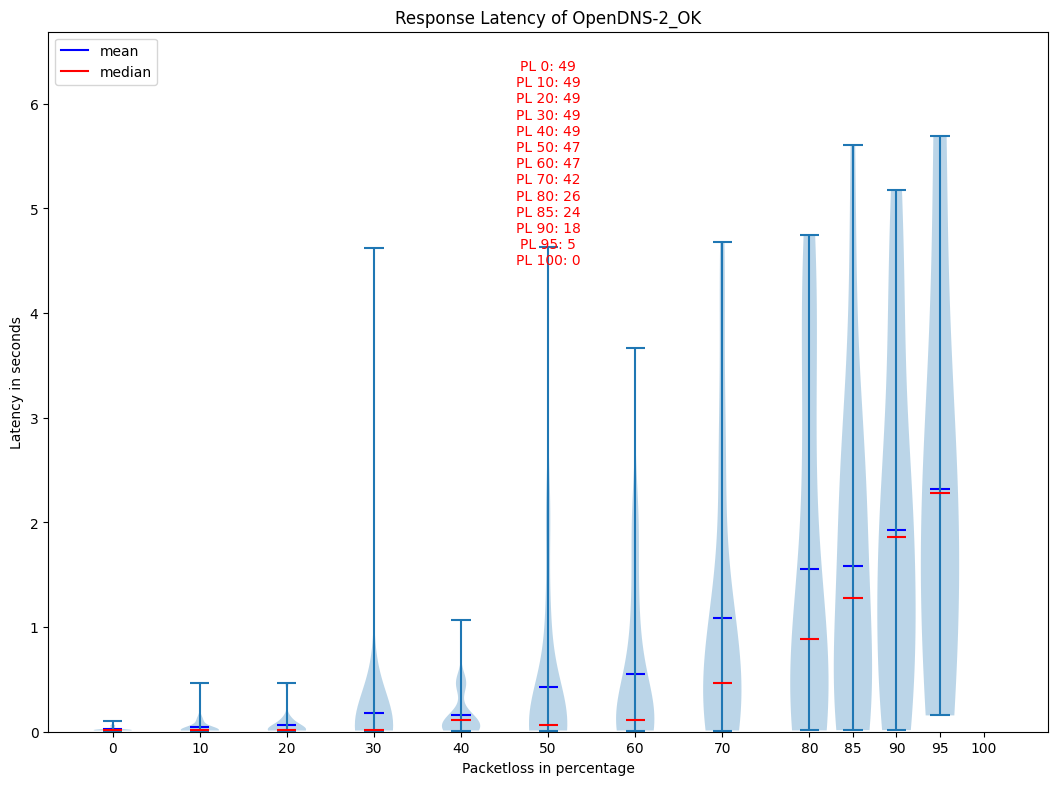 Response Latency of OpenDNS-2_OK
mean
median
PL 0: 49
PL 10: 49
PL 20: 49
PL 30: 49
PL 40: 49
PL 50: 47
PL 60: 47
PL 70: 42
PL 80: 26
PL 85: 24
PL 90: 18
PL 95: 5
PL 100: 0
Latency in seconds
6
5
4
3
2
1
0
0 10 20 30 40 50 60 70 80 85 90 95 100
Packetloss in percentage